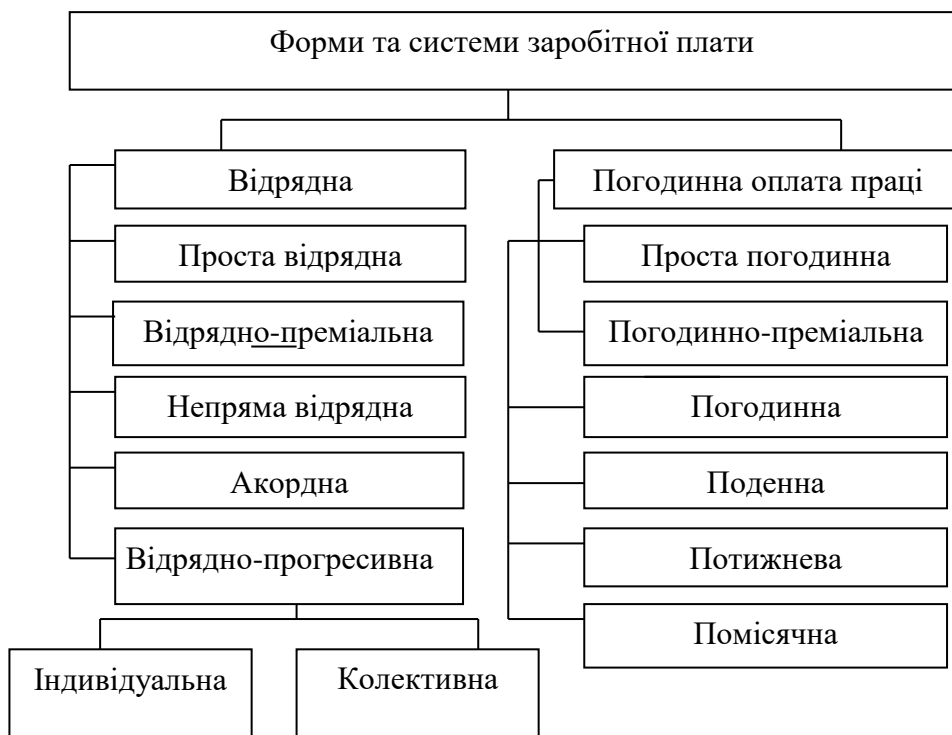 Форми та системи заробітної плати
Відрядна
Погодинна оплата праці
Проста відрядна
Проста погодинна
Відрядно-преміальна
Погодинно-преміальна
Непряма відрядна
Погодинна
Акордна
Поденна
Відрядно-прогресивна
Потижнева
Помісячна
Індивідуальна
Колективна